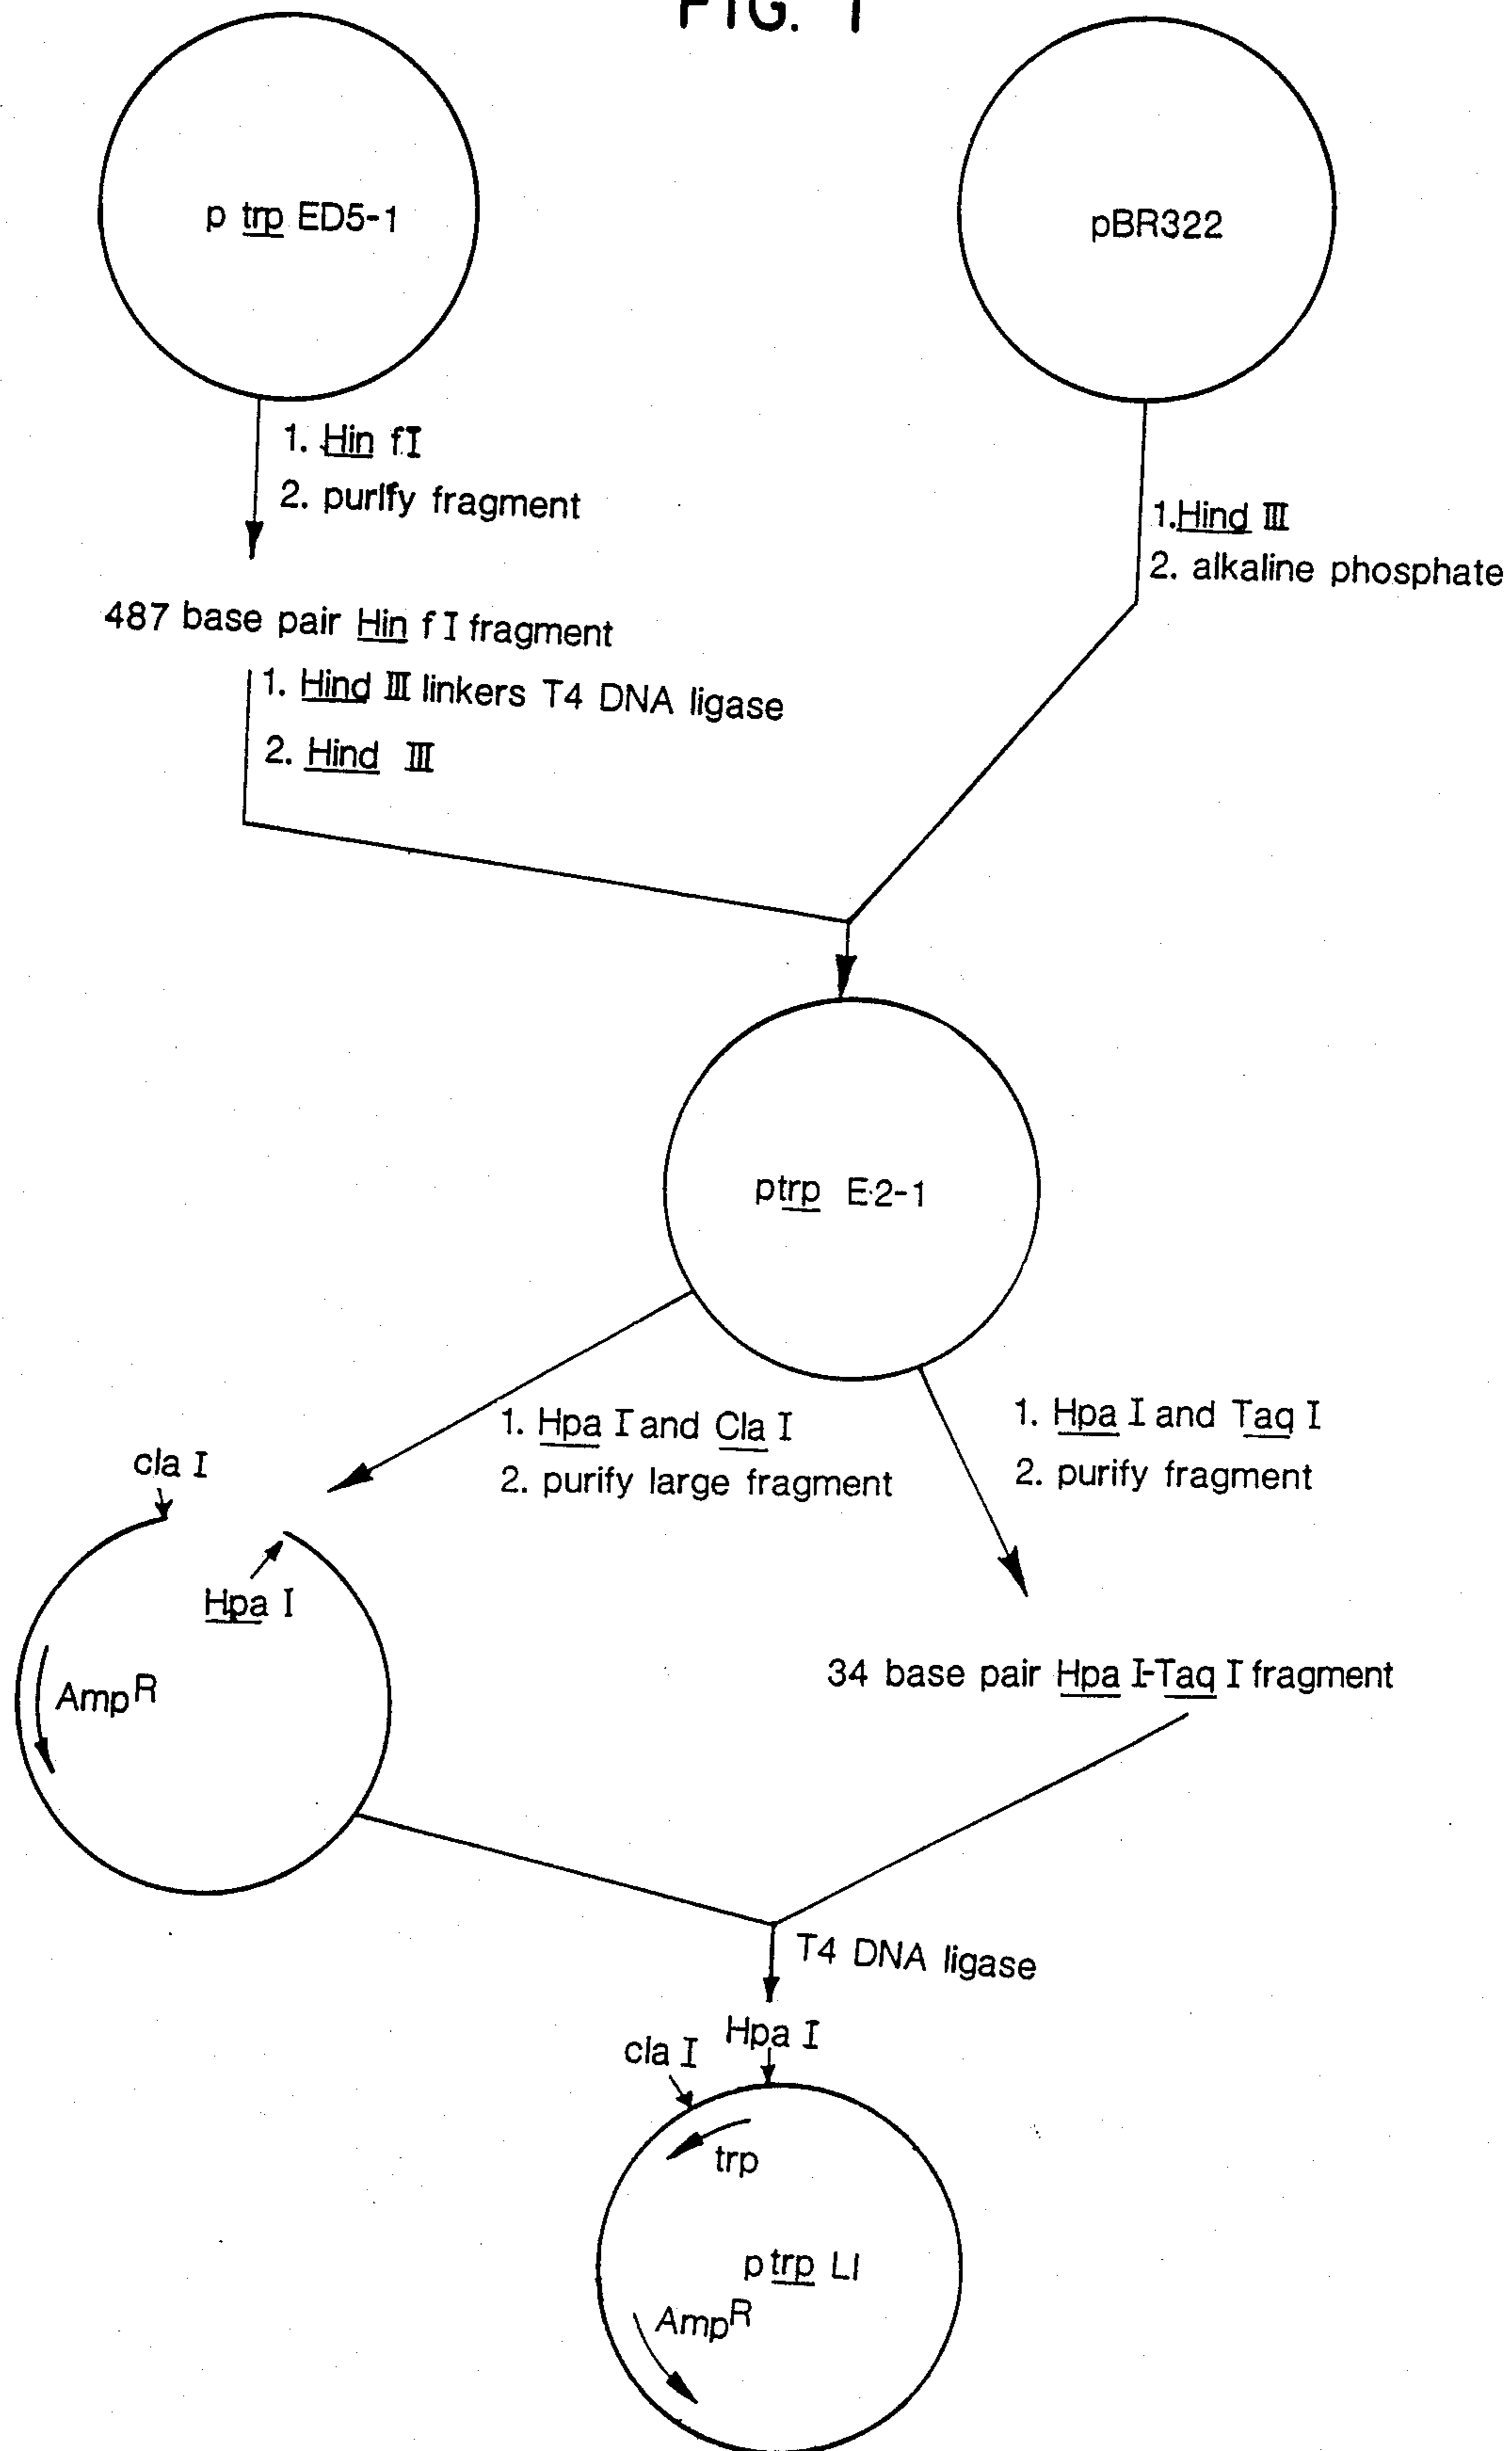 FIG. 1
p trp ED5-1
pBR322
1. Hin fI
2. purify fragment
1. Hind III
2. alkaline phosphate
487 base pair Hin f I fragment
1. Hind III linkers T4 DNA ligase
2. Hind III
ptrp E·2-1
1. Hpa I and Cla I
2. purify large fragment
1. Hpa I and Taq I
2. purify fragment
cla I
Hpa I
AmpR
34 base pair Hpa I-Taq I fragment
T4 DNA ligase
cla I
Hpa I
trp
p trp LI
AmpR